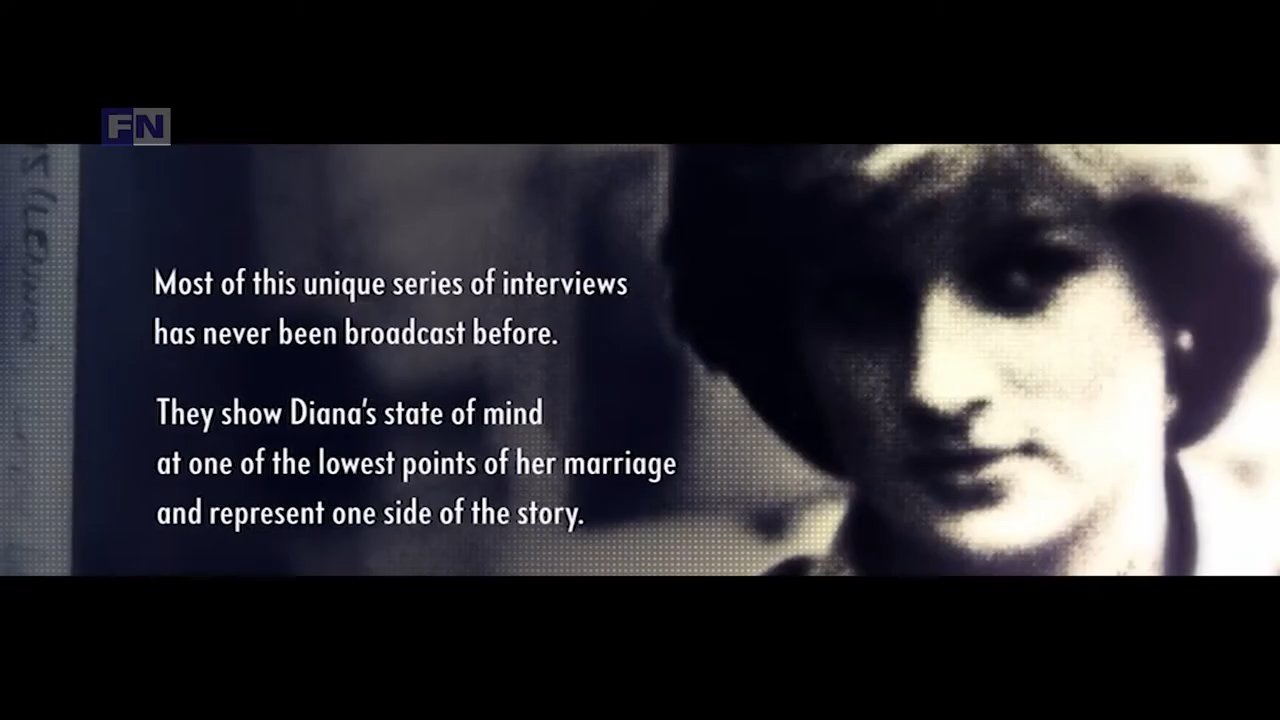 FN
Most of this unique series of interviews
has never been broadcast before.
They show Diana's state of mind
at one of the lowest points of her marriage
and represent one side of the story.